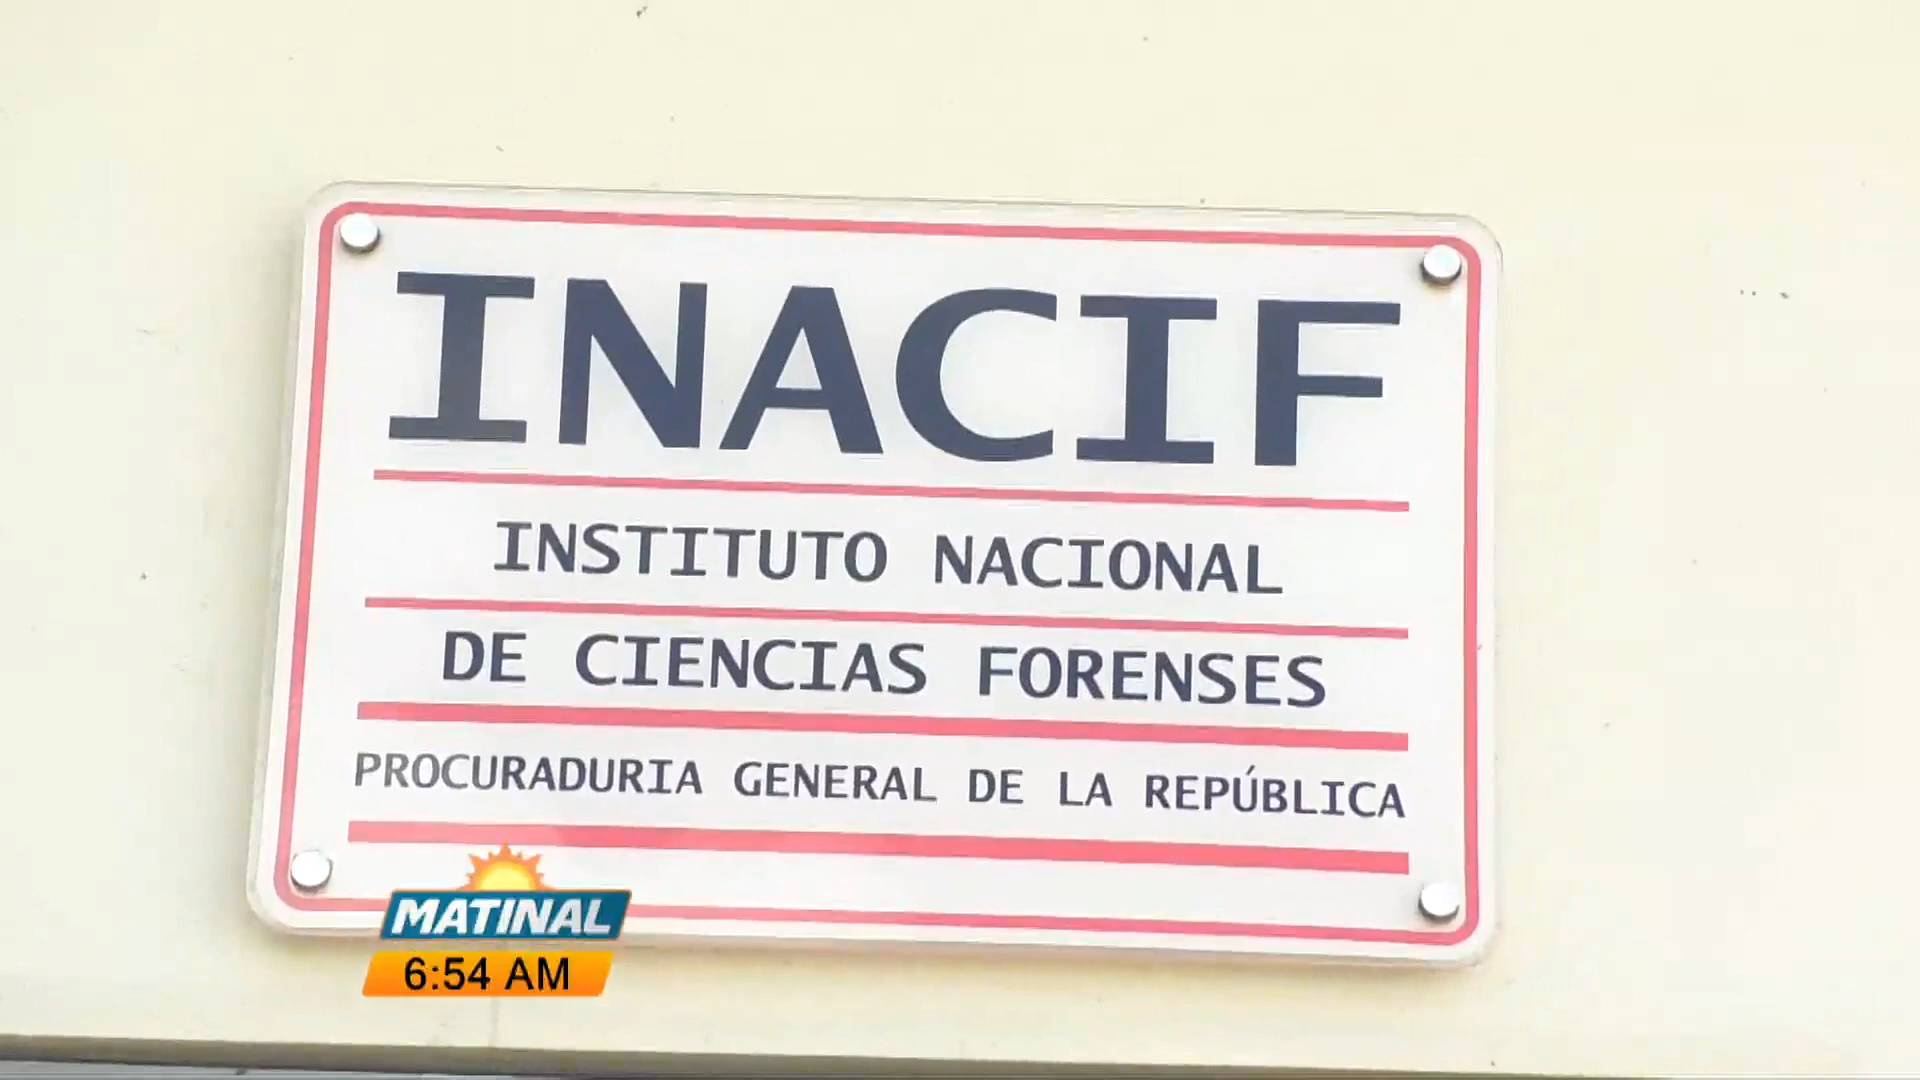 INACIF
INSTITUTO NACIONAL
DE CIENCIAS FORENSES
PROCURADURIA GENERAL DE LA REPÚBLICA
MATINAL
6:54 AM